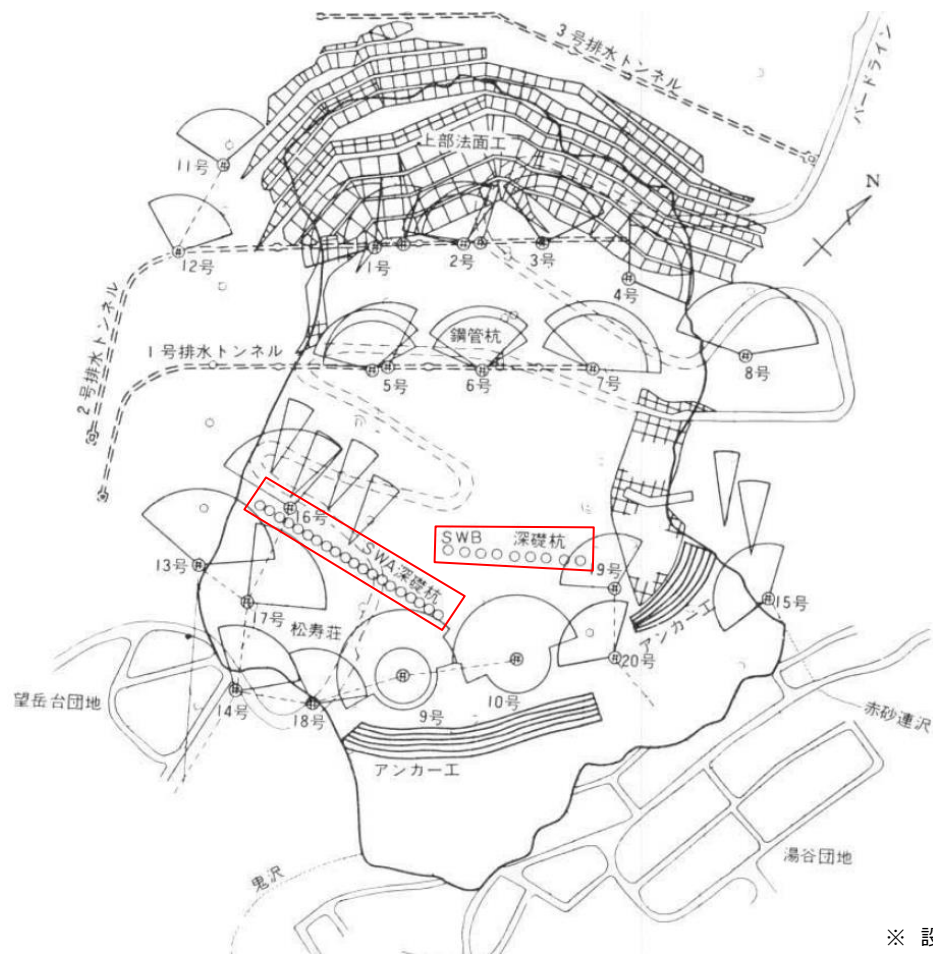 3号排水トンネル
バードライン
上部法面工
N
11号
12号
1号
2号
3号
4号
2号排水トンネル
1号排水トンネル
鋼管杭
5号
6号
7号
8号
16号
SWA深礎杭
SWB 深礎杭
13号
17号
19号
15号
松寿荘
アンカー工
20号
望岳台団地
14号
18号
9号
10号
赤砂連沢
アンカー工
湯谷団地
鬼沢
※ 設